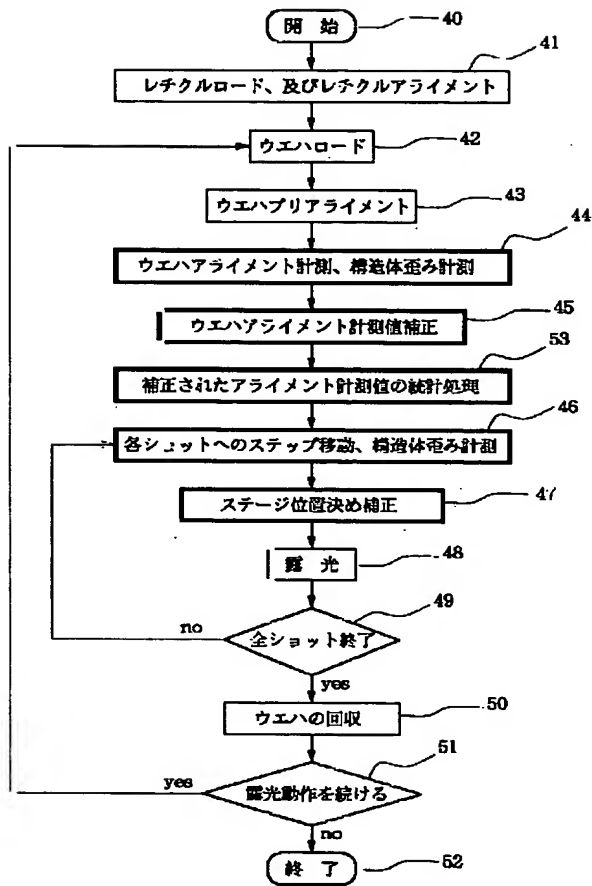 開始
40
41
レチクルロード、及びレチクルアライメント
42
ウエハロード
43
ウエハプリアライメント
44
ウエハアライメント計測、構造体歪み計測
45
ウエハアライメント計測値補正
53
補正されたアライメント計測値の統計処理
46
各ショットへのステップ移動、構造体歪み計測
47
ステージ位置決め補正
48
露光
49
no
全ショット終了
yes
50
ウエハの回収
51
yes
露光動作を続ける
no
終了
52